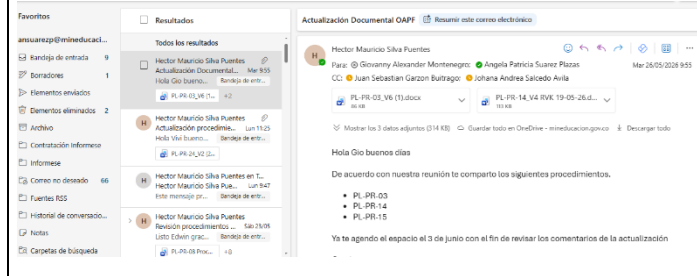 Favoritos
ansuarezp@mineducaci...
Bandeja de entrada 9
Borradores 1
Elementos enviados
Elementos eliminados 2
Archivo
Contratación Informese
Informese
Correo no deseado 66
Fuentes RSS
Historial de conversacio...
Notas
Carpetas de búsqueda
Resultados
Todos los resultados
Hector Mauricio Silva Puentes
Actualización Documental... Mar 9:55
Hola Gio bueno... Bandeja de entr...
PL-PR-03_V6 (1... +2
H Hector Mauricio Silva Puentes
Actualización procedimie... Lun 11:25
Hola Vivi bueno... Bandeja de entr...
PL-PR-24_V2 (2...
H Hector Mauricio Silva Puentes en T...
Hector Mauricio Silva Pue... Lun 9:47
Este mensaje pr... Bandeja de entr...
H Hector Mauricio Silva Puentes
Revisión procedimientos ... Sáb 23/05
Listo Edwin grac... Bandeja de entr...
PL-PR-08 Proc... +8
Actualización Documental OAPF Resumir este correo electrónico
H Hector Mauricio Silva Puentes
Para: Giovanny Alexander Montenegro; Angela Patricia Suarez Plazas Mar 26/05/2026 9:55
CC: Juan Sebastian Garzon Buitrago; Johana Andrea Salcedo Avila
PL-PR-03_V6 (1).docx
86 KB
PL-PR-14_V4 RVK 19-05-26.d...
113 KB
Mostrar los 3 datos adjuntos (314 KB) Guardar todo en OneDrive - mineducacion.gov.co Descargar todo
Hola Gio buenos días
De acuerdo con nuestra reunión te comparto los siguientes procedimientos.
• PL-PR-03
• PL-PR-14
• PL-PR-15
Ya te agendo el espacio el 3 de junio con el fin de revisar los comentarios de la actualización